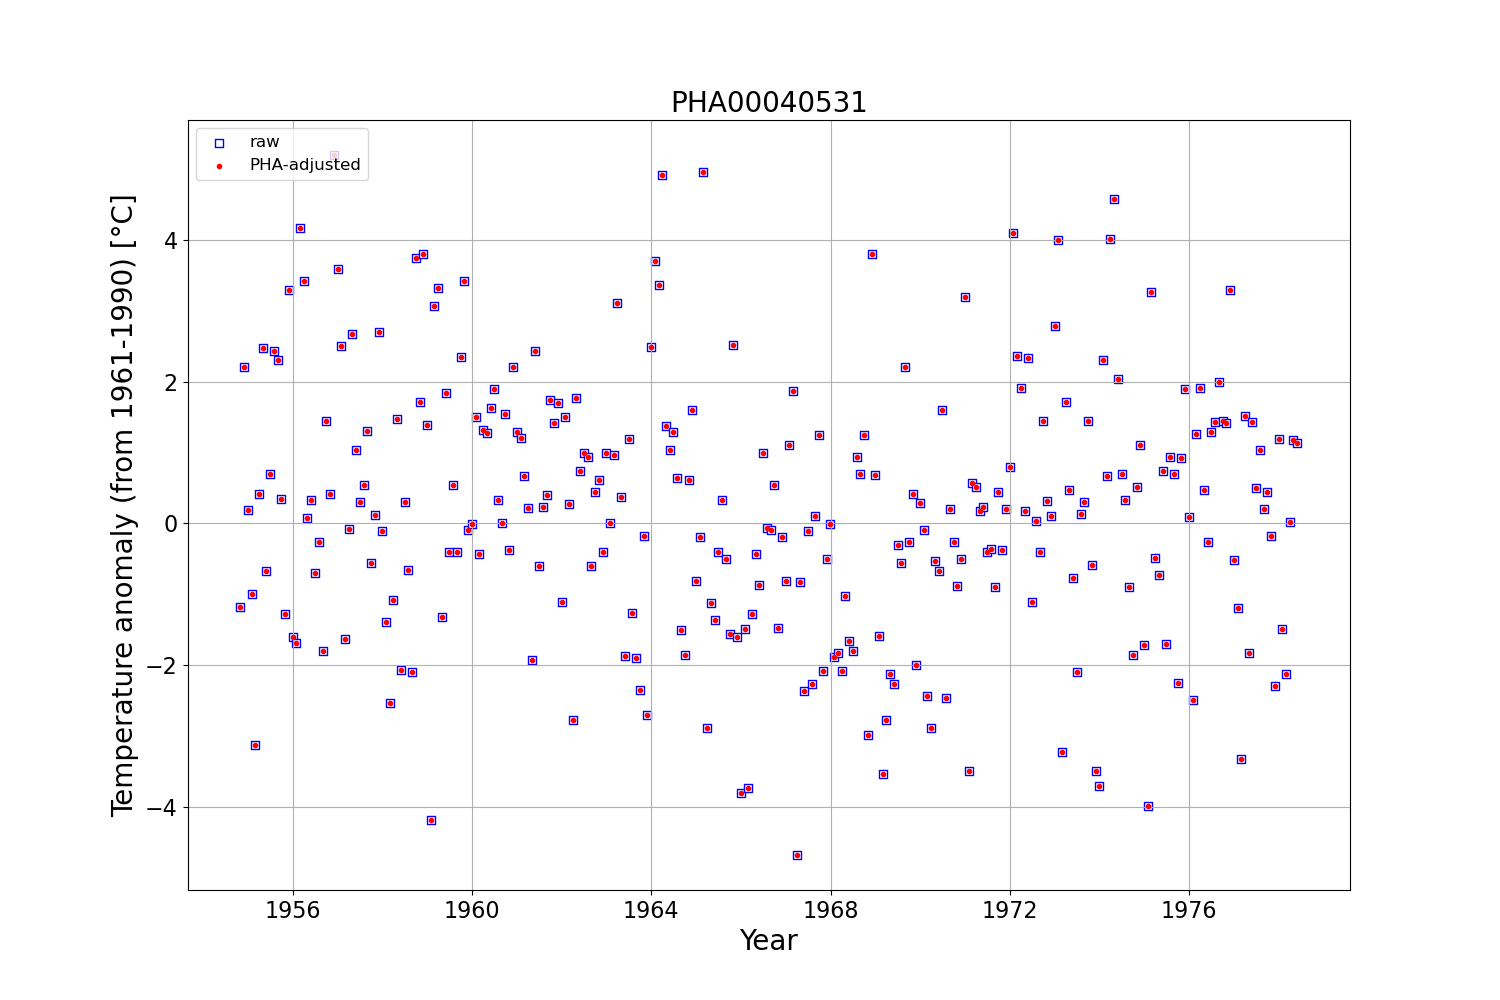 PHA00040531
raw
PHA-adjusted
Temperature anomaly (from 1961-1990) [°C]
4
2
0
−2
−4
1956
1960
1964
1968
1972
1976
Year